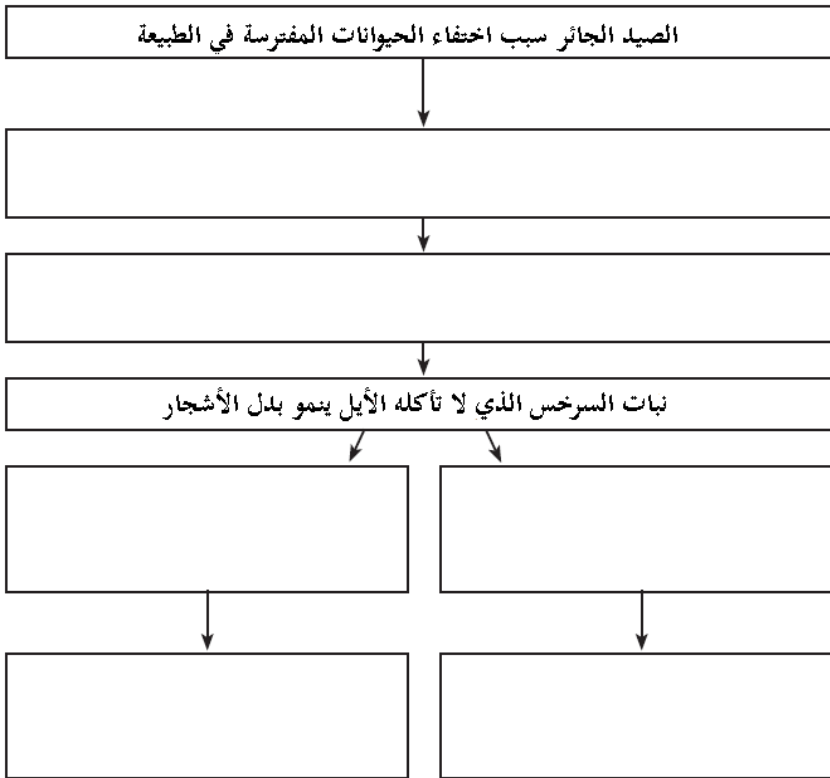 الصيد الجائر سبب اختفاء الحيوانات المفترسة في الطبيعة
نبات السرخس الذي لا تأكله الأيل ينمو بدل الأشجار